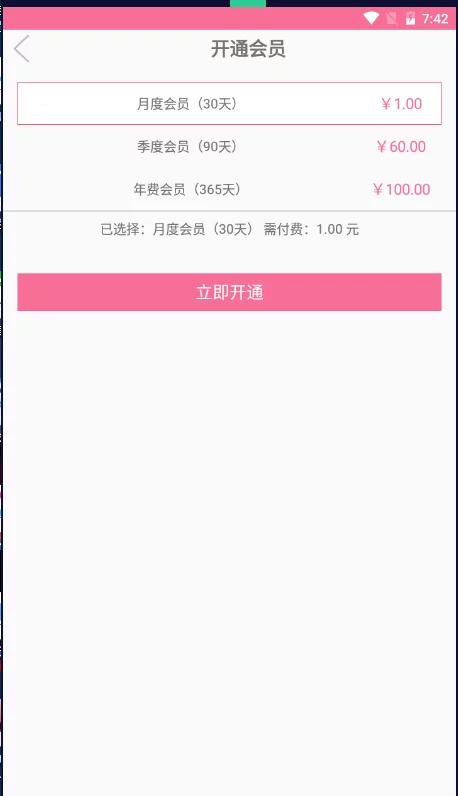 7:42
开通会员
月度会员（30天） ￥1.00
季度会员（90天） ￥60.00
年费会员（365天） ￥100.00
已选择：月度会员（30天） 需付费：1.00 元
立即开通